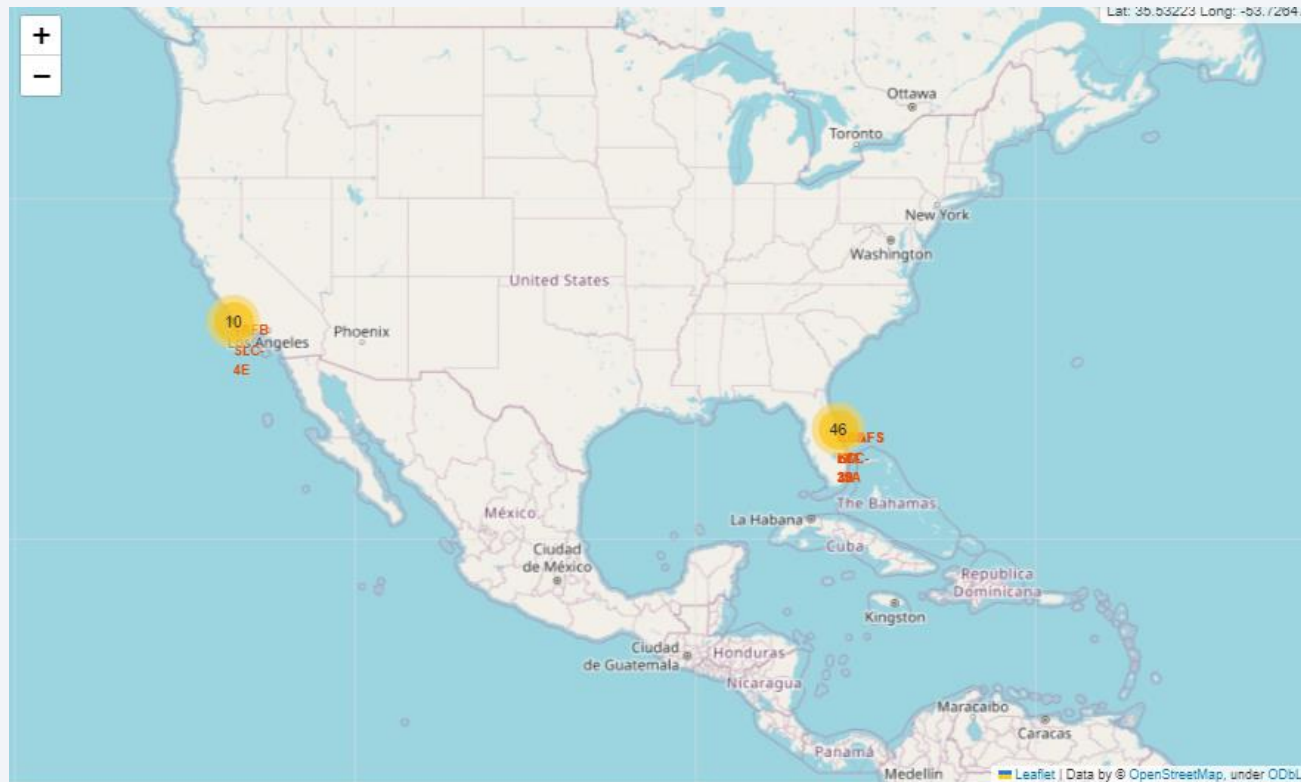 +
−
Lat: 35.53223 Long: -53.7264
Ottawa
Toronto
New York
Washington
United States
10
Los Angeles
Phoenix
SLC-
4E
46
The Bahamas
México
La Habana
Ciudad
de México
Cuba
República
Dominicana
Kingston
Ciudad
de Guatemala
Honduras
Nicaragua
Maracaibo
Caracas
Panamá
Medellín
Leaflet | Data by © OpenStreetMap, under ODbL